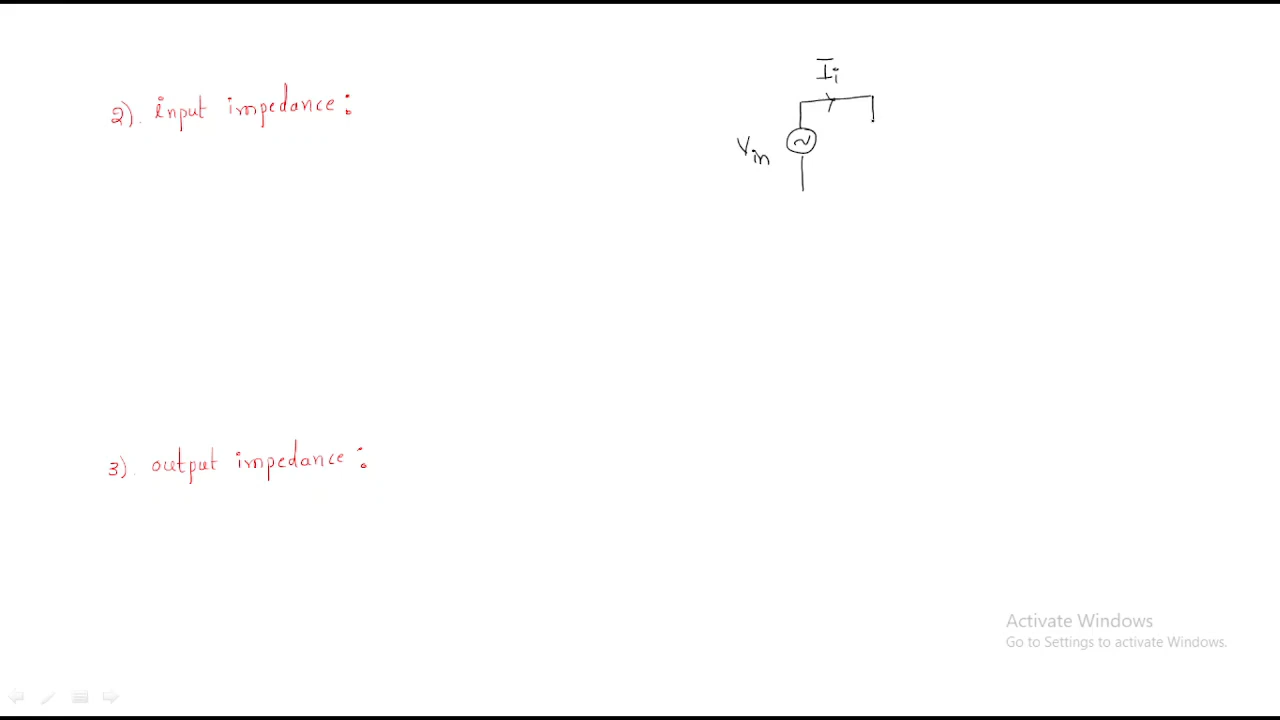 2). input impedance:
Ii
Vin
3). output impedance:
Activate Windows
Go to Settings to activate Windows.